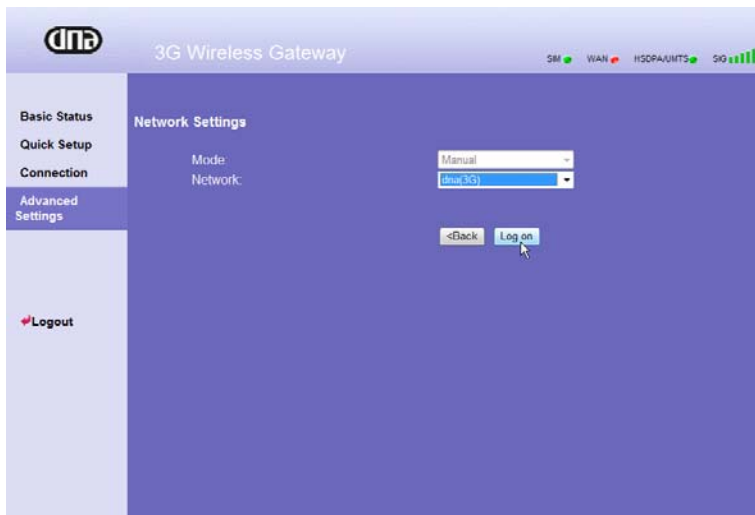 dna
3G Wireless Gateway
SIM WAN HSDPA/UMTS SIG
Basic Status
Quick Setup
Connection
Advanced
Settings
Logout
Network Settings
Mode: Manual
Network: dna(3G)
<Back Log on